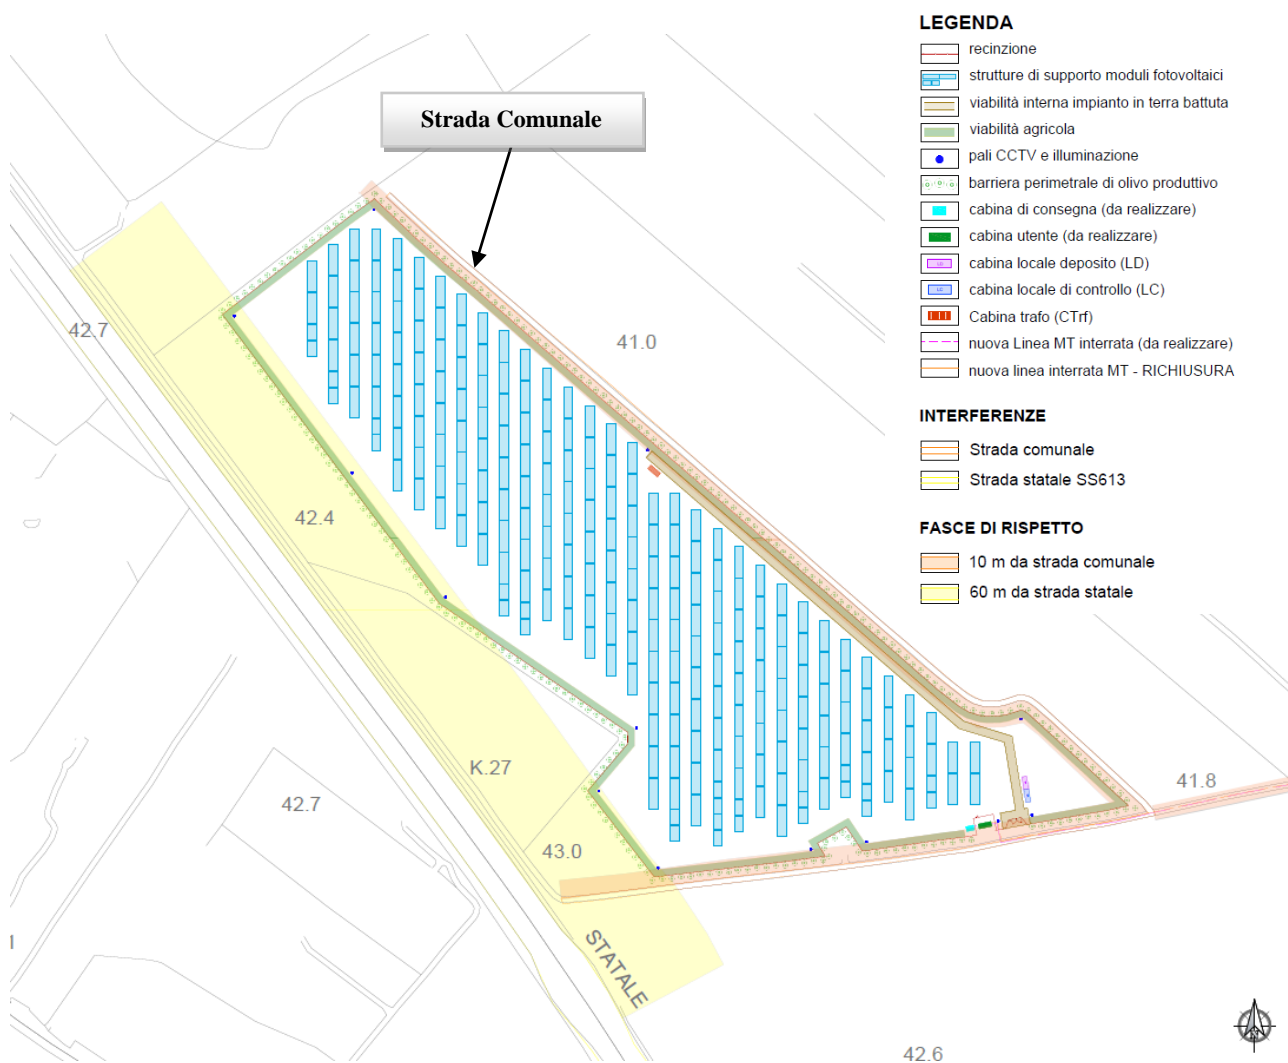 LEGENDA
recinzione
strutture di supporto moduli fotovoltaici
viabilità interna impianto in terra battuta
viabilità agricola
pali CCTV e illuminazione
barriera perimetrale di olivo produttivo
cabina di consegna (da realizzare)
cabina utente (da realizzare)
cabina locale deposito (LD)
cabina locale di controllo (LC)
Cabina trafo (CTrf)
nuova Linea MT interrata (da realizzare)
nuova linea interrata MT - RICHIUSURA
INTERFERENZE
Strada comunale
Strada statale SS613
FASCE DI RISPETTO
10 m da strada comunale
60 m da strada statale
Strada Comunale
42.7
41.0
42.4
K.27
42.7
41.8
43.0
STATALE
1
42.6